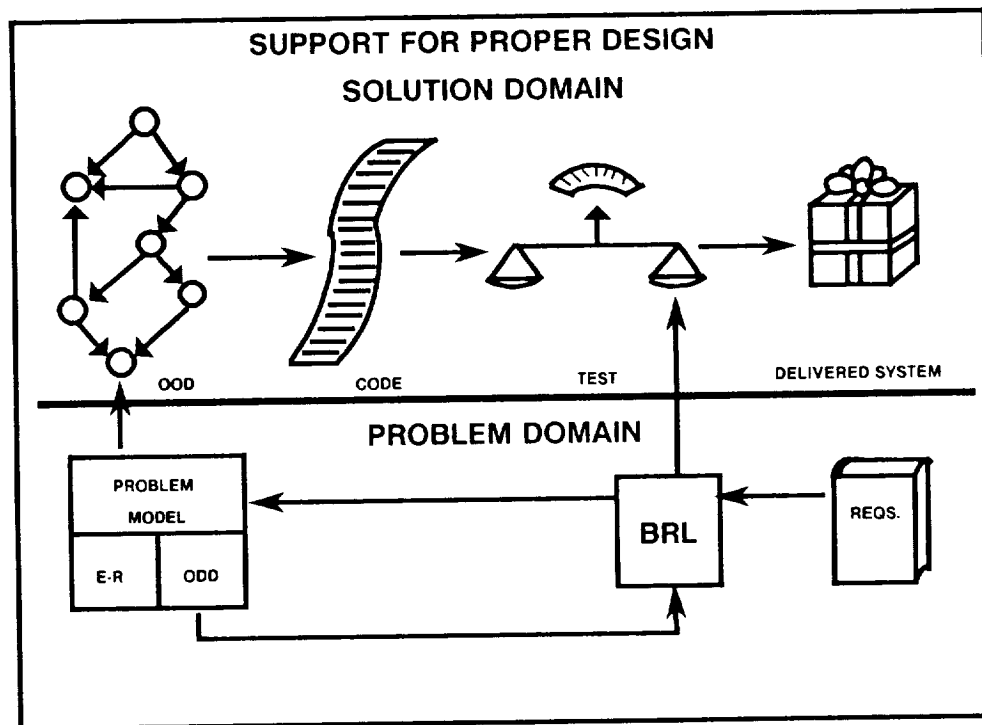 SUPPORT FOR PROPER DESIGN
SOLUTION DOMAIN
OOD
CODE
TEST
DELIVERED SYSTEM
PROBLEM DOMAIN
PROBLEM
MODEL
E-R
ODD
BRL
REQS.